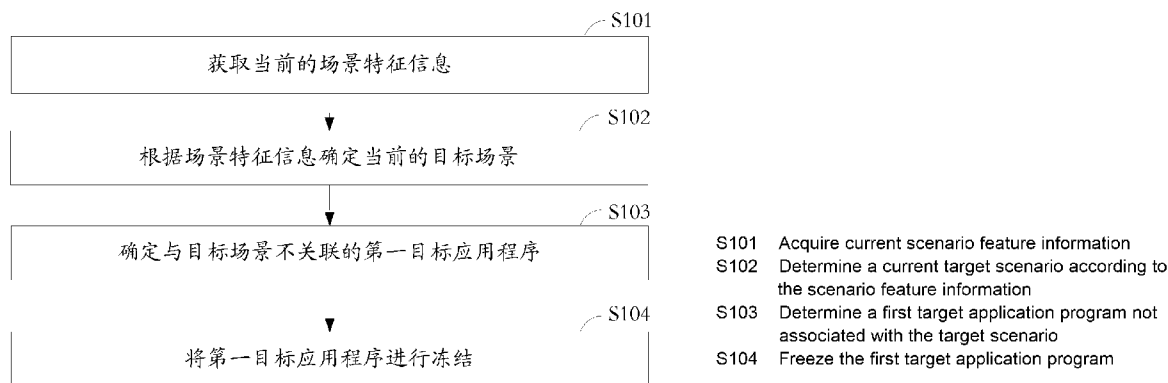 S101
获取当前的场景特征信息
S102
根据场景特征信息确定当前的目标场景
S103
确定与目标场景不关联的第一目标应用程序
S104
将第一目标应用程序进行冻结
S101 Acquire current scenario feature information
S102 Determine a current target scenario according to
the scenario feature information
S103 Determine a first target application program not
associated with the target scenario
S104 Freeze the first target application program